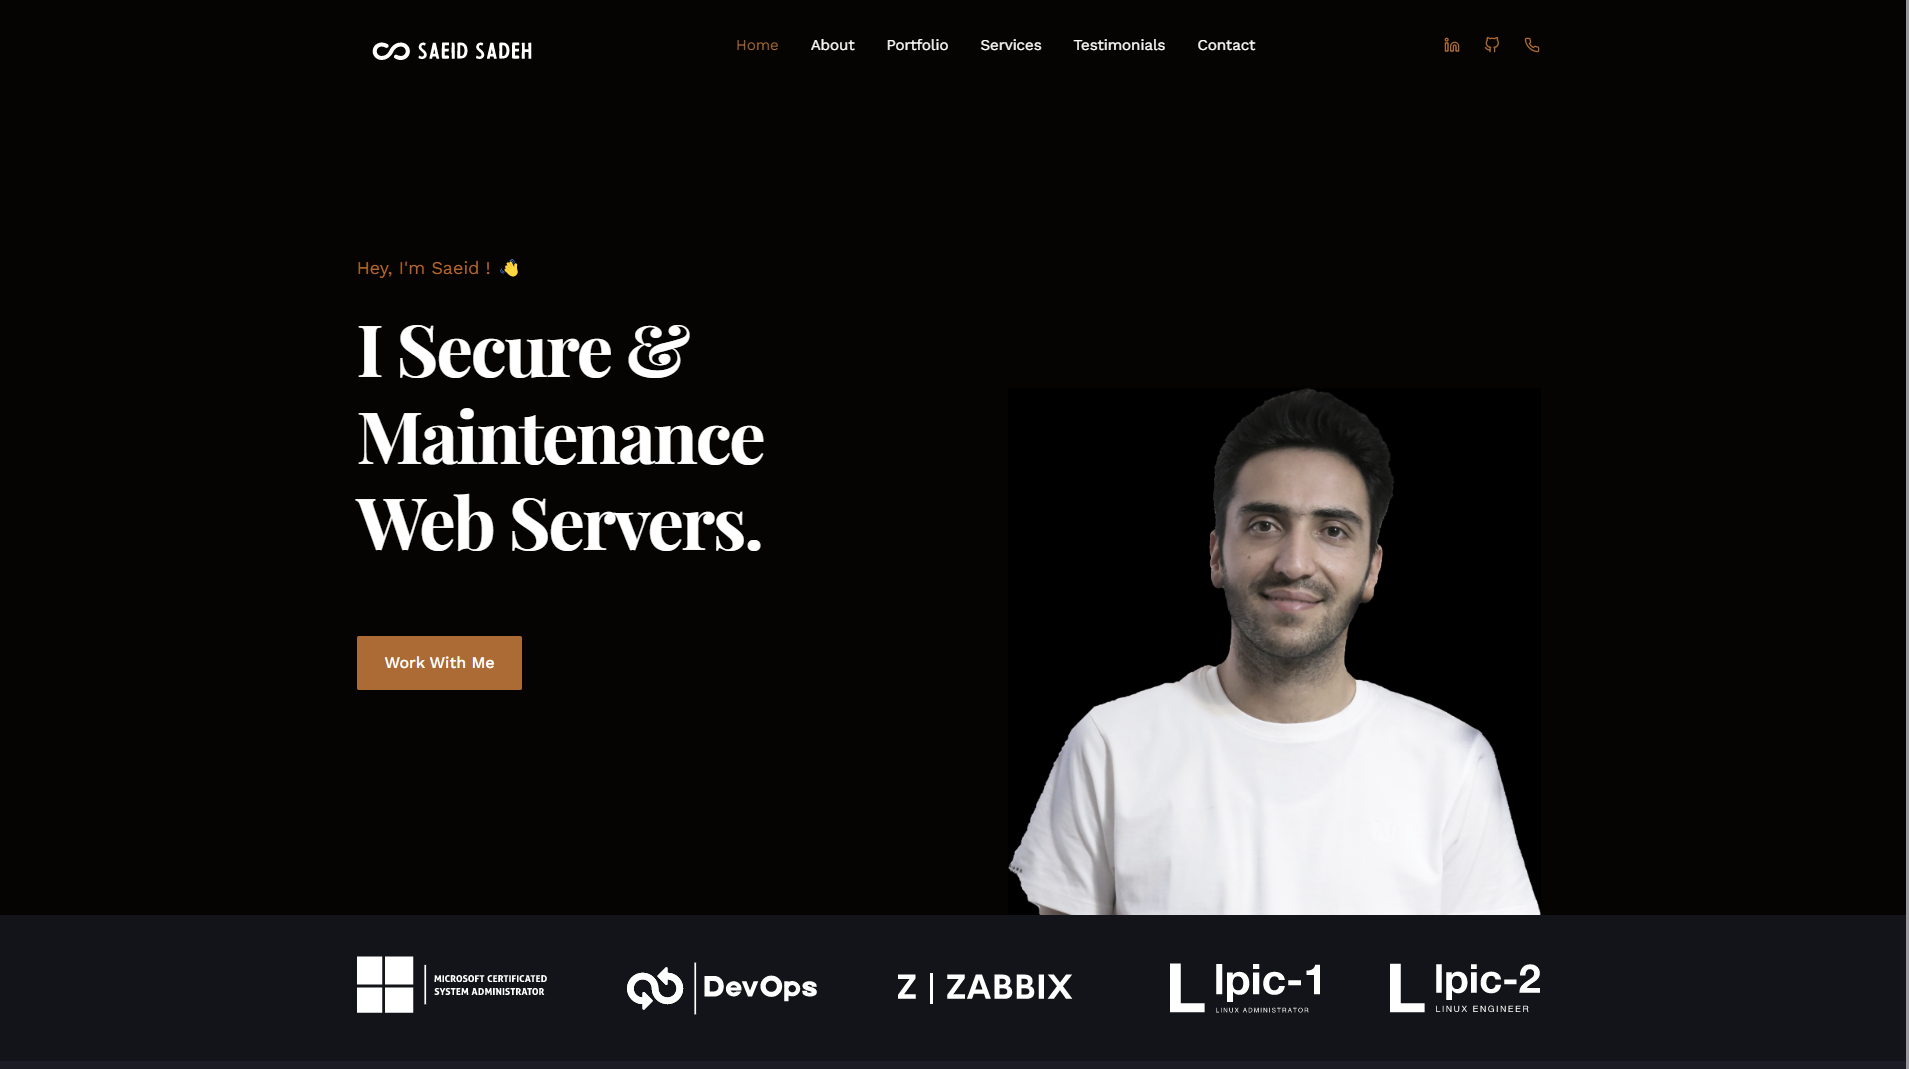 SAEID SADEH
Home About Portfolio Services Testimonials Contact
Hey, I'm Saeid ! 👋
I Secure &
Maintenance
Web Servers.
Work With Me
MICROSOFT CERTIFICATED
SYSTEM ADMINISTRATOR
DevOps
Z | ZABBIX
L lpic-1
LINUX ADMINISTRATOR
L lpic-2
LINUX ENGINEER